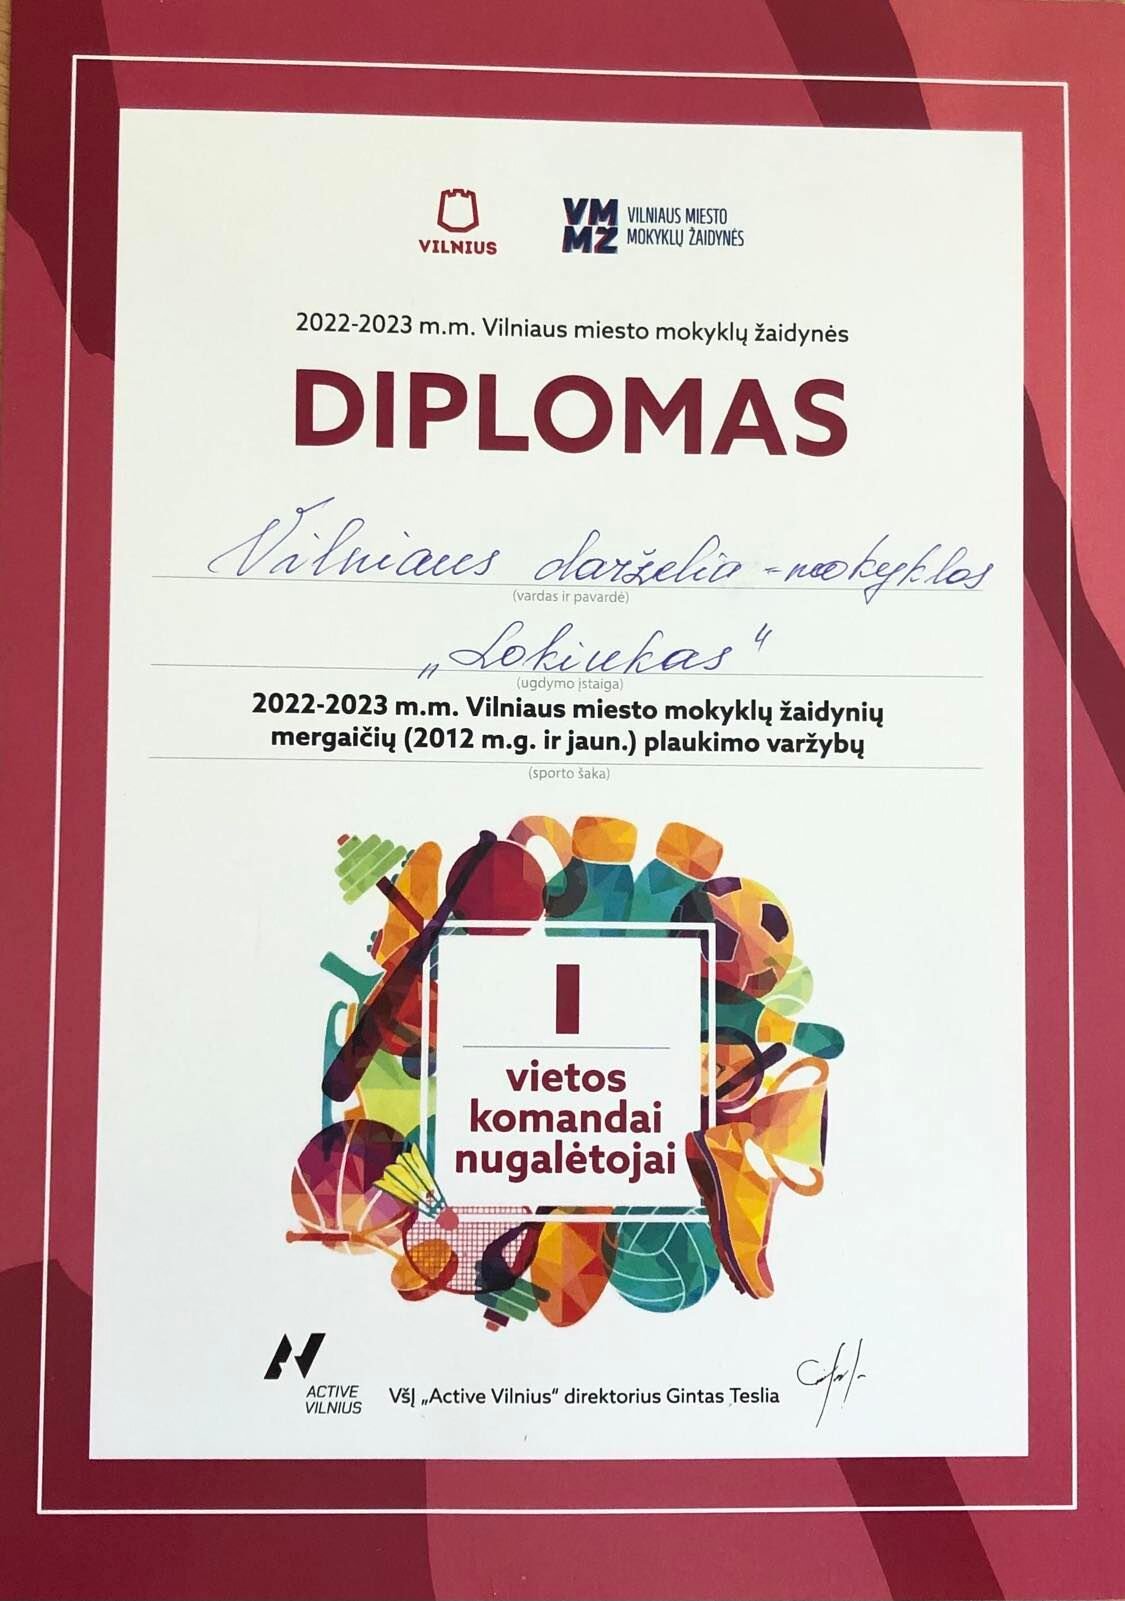 VILNIUS
VM
MŽ
VILNIAUS MIESTO
MOKYKLŲ ŽAIDYNĖS
2022-2023 m.m. Vilniaus miesto mokyklų žaidynės
DIPLOMAS
Vilniaus darželio-mokyklos
(vardas ir pavardė)
„Lokiukas“
(ugdymo įstaiga)
2022-2023 m.m. Vilniaus miesto mokyklų žaidynių
mergaičių (2012 m.g. ir jaun.) plaukimo varžybų
(sporto šaka)
I
vietos
komandai
nugalėtojai
ACTIVE
VILNIUS
VšĮ „Active Vilnius“ direktorius Gintas Teslia